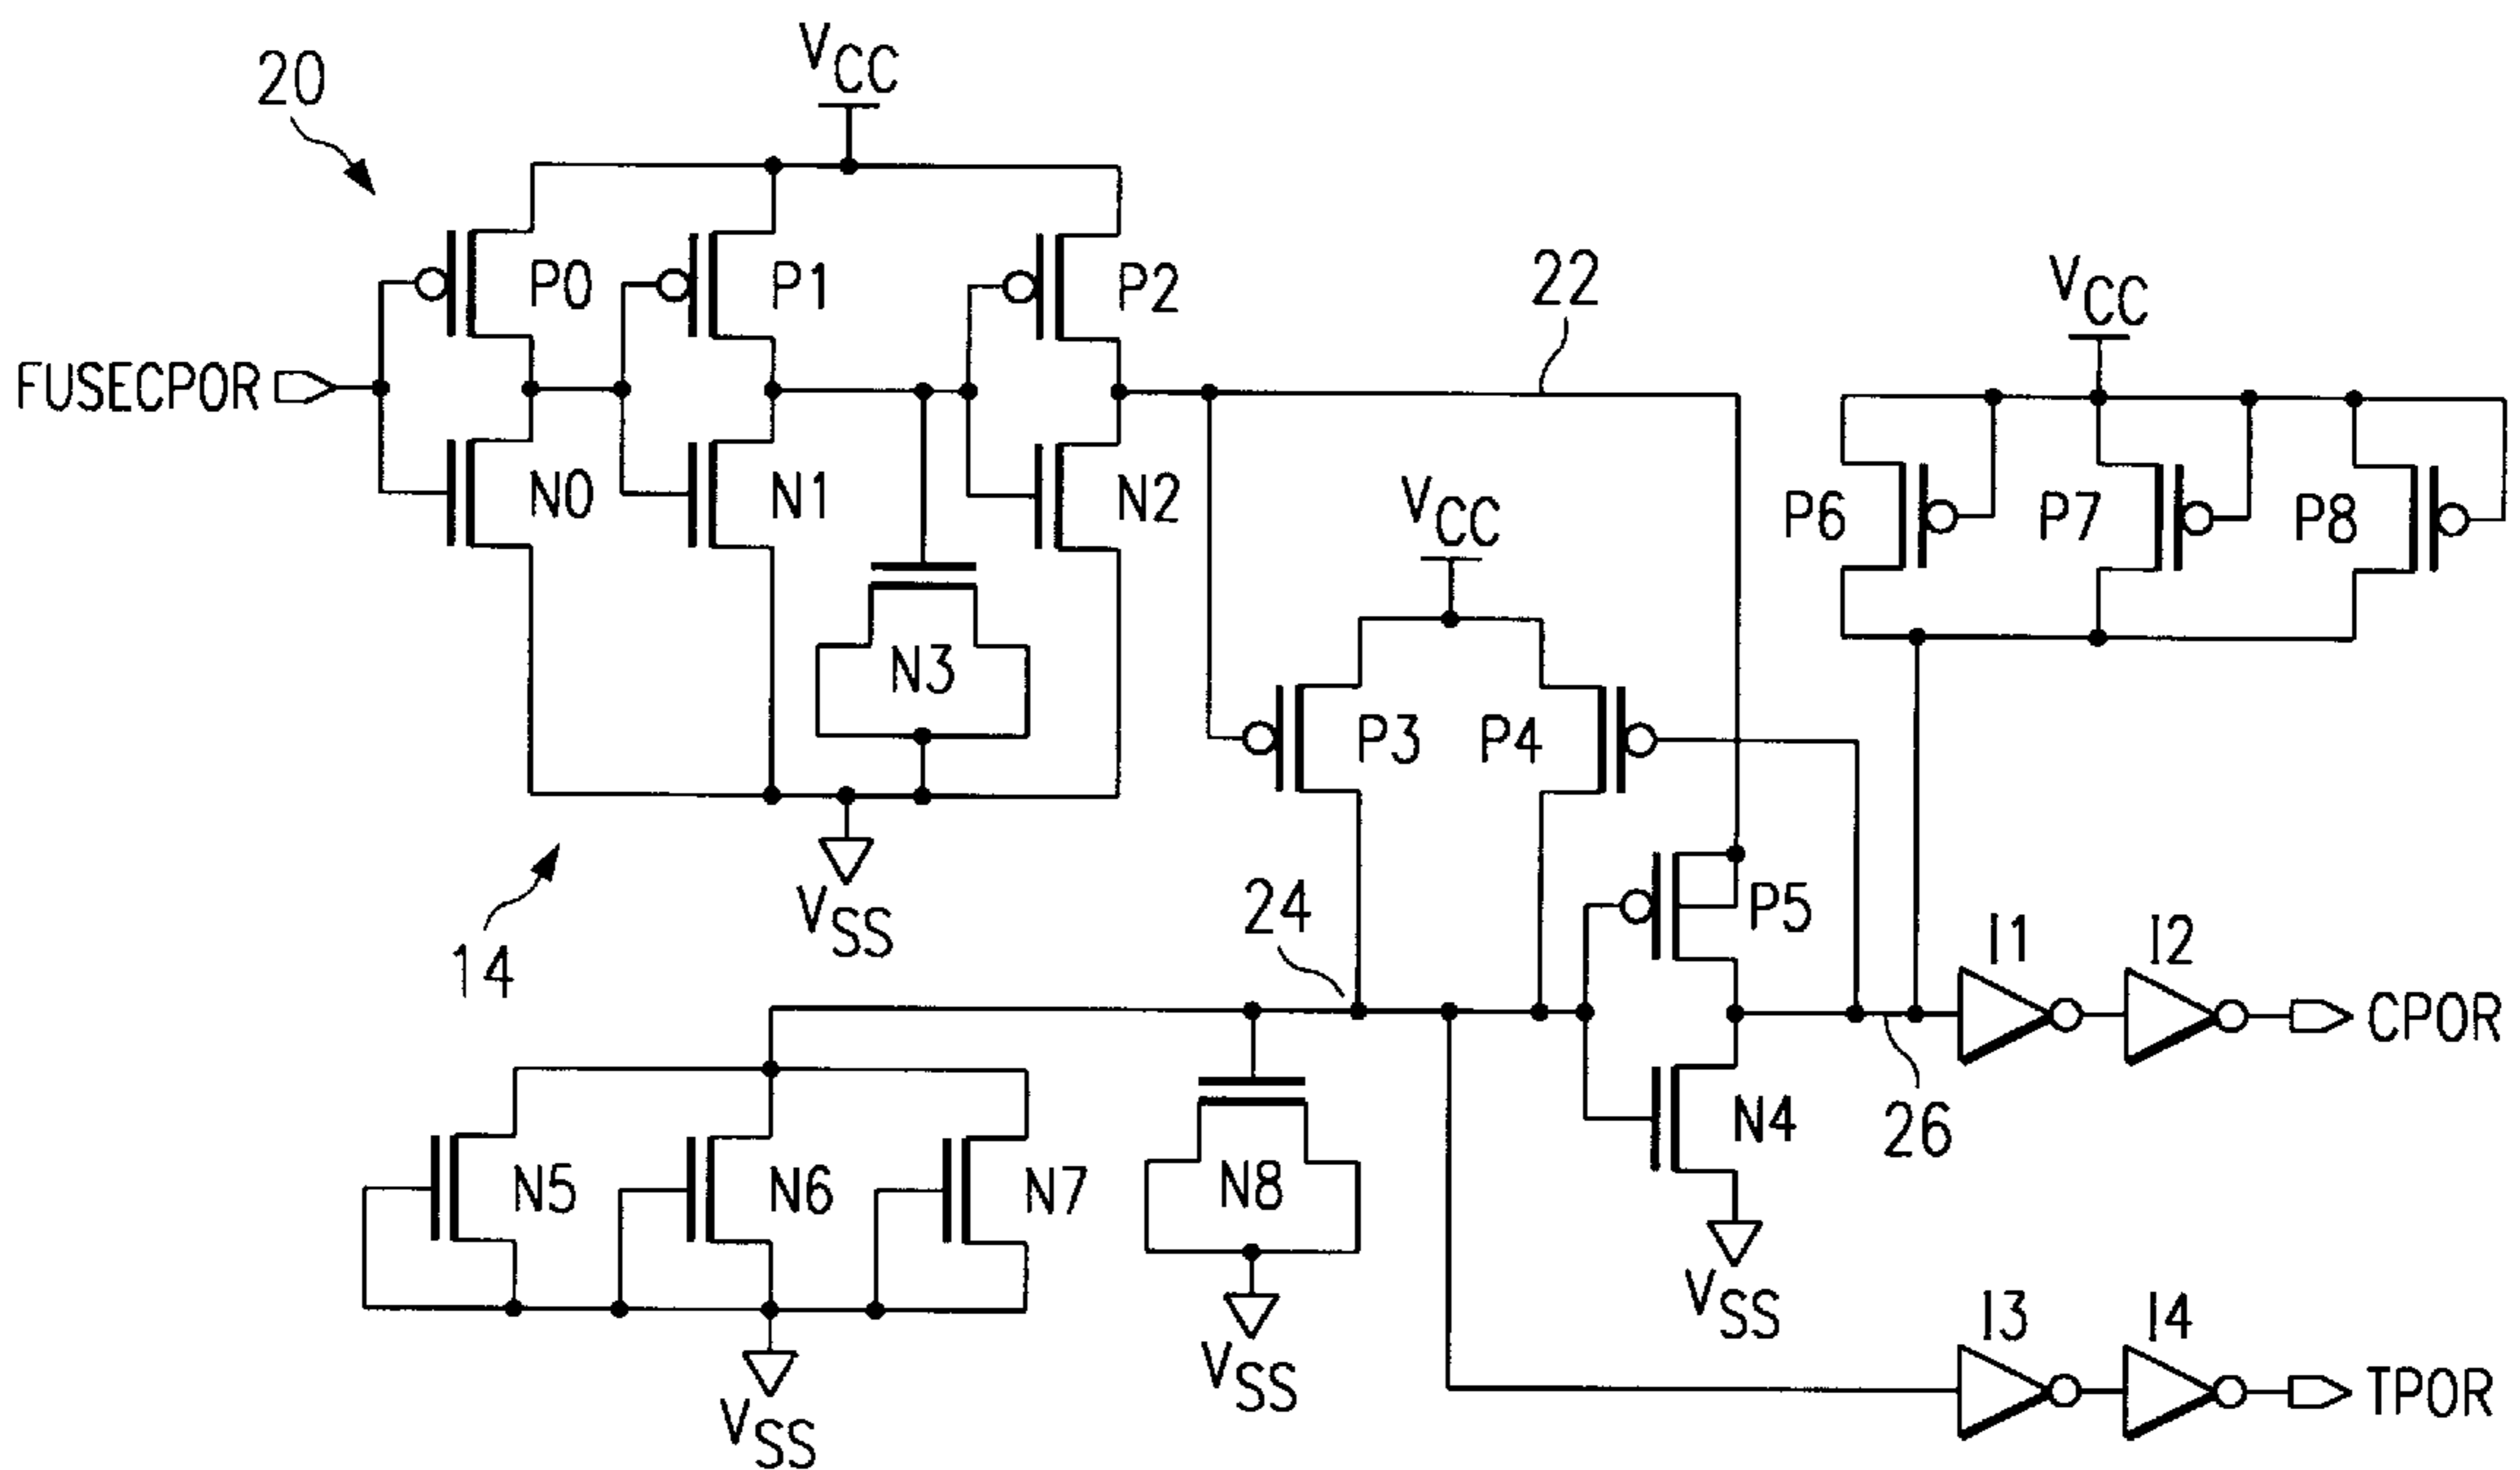 20
VCC
P0
P1
P2
22
VCC
FUSECPOR
N0
N1
N2
VCC
P6
P7
P8
N3
P3
P4
14
VSS
24
P5
I1
I2
CPOR
N5
N6
N7
N8
N4
26
VSS
VSS
VSS
I3
I4
TPOR